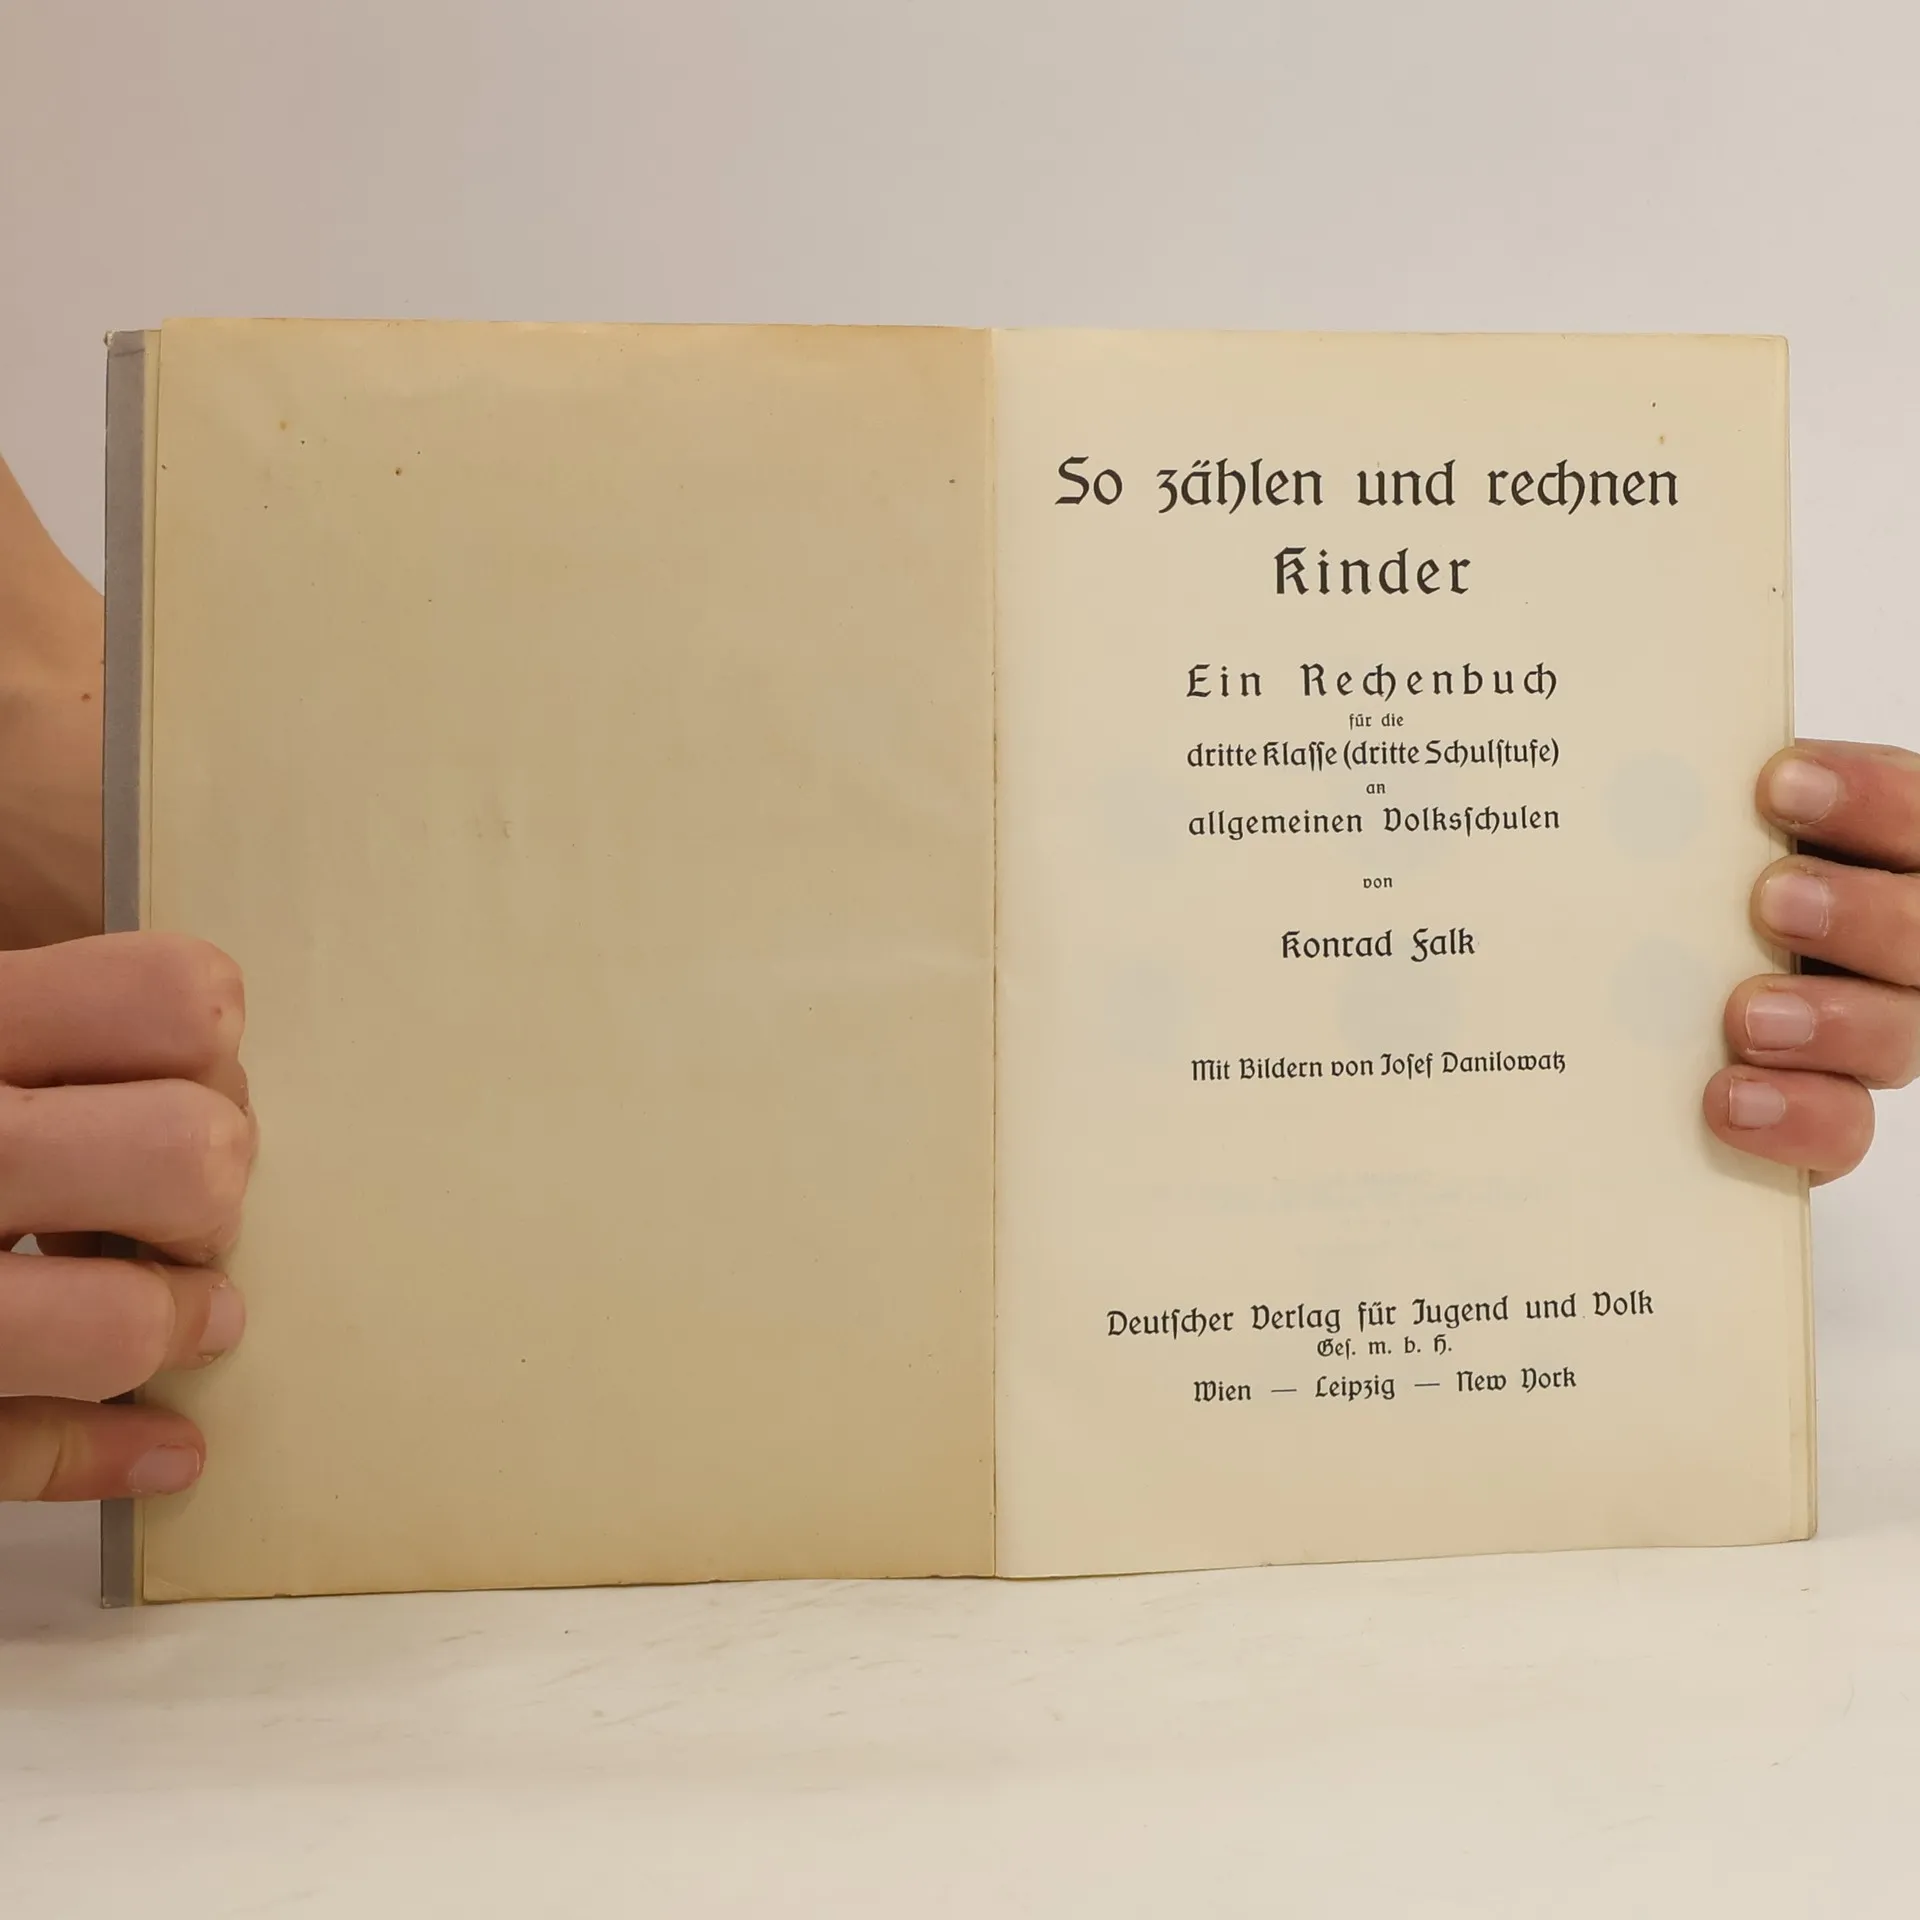 So zählen und rechnen
Kinder
Ein Rechenbuch
für die
dritte Klaſſe (dritte Schulſtufe)
an
allgemeinen Volksſchulen
von
Konrad Falk
Mit Bildern von Joſef Danilowatz
Deutſcher Verlag für Jugend und Volk
Geſ. m. b. H.
Wien — Leipzig — New York